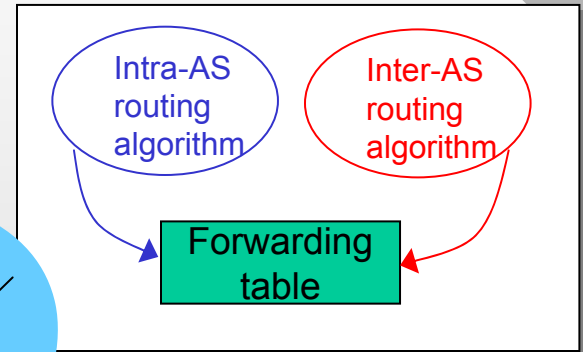 Intra-AS
routing
algorithm
Inter-AS
routing
algorithm
Forwarding
table